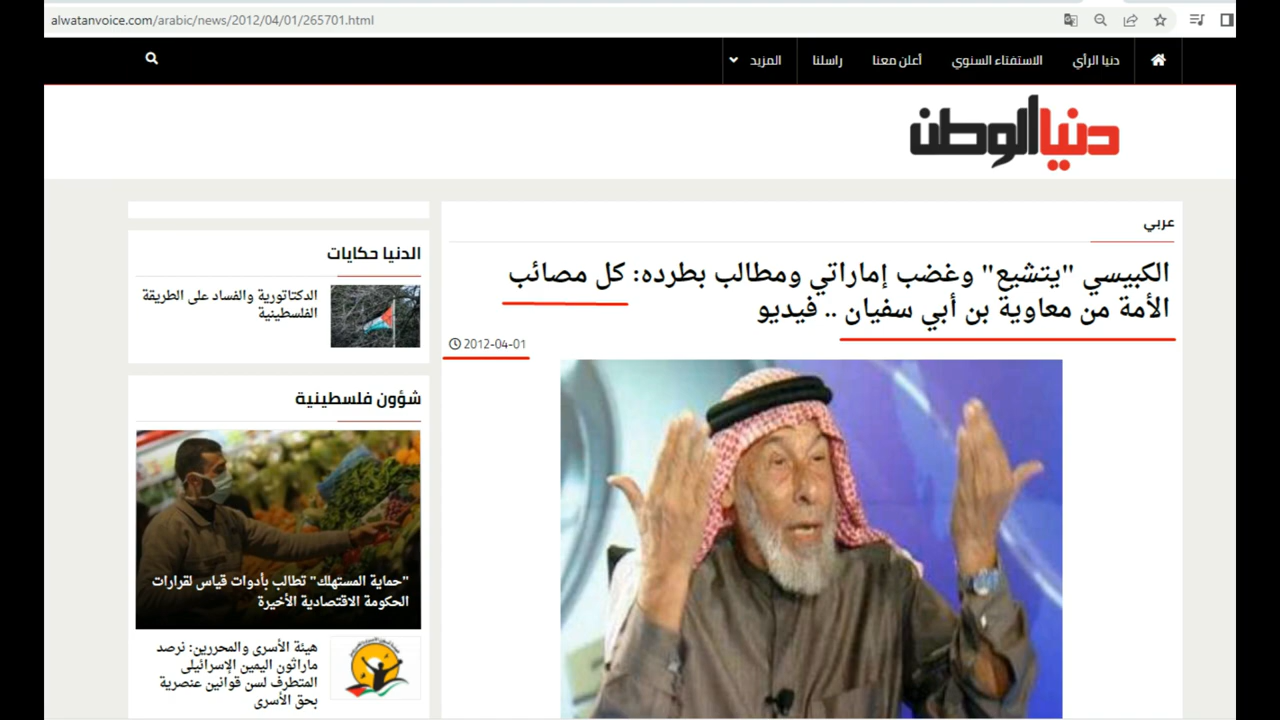 alwatanvoice.com/arabic/news/2012/04/01/265701.html
دنيا الرأي
الاستفتاء السنوي
أعلن معنا
راسلنا
المزيد
دنيا الوطن
عربي
الكبيسي "يتشيع" وغضب إماراتي ومطالب بطرده: كل مصائب
الأمة من معاوية بن أبي سفيان .. فيديو
2012-04-01
الدنيا حكايات
الدكتاتورية والفساد على الطريقة
الفلسطينية
شؤون فلسطينية
"حماية المستهلك" تطالب بأدوات قياس لقرارات
الحكومة الاقتصادية الأخيرة
هيئة الأسرى والمحررين: نرصد
ماراثون اليمين الإسرائيلي
المتطرف لسن قوانين عنصرية
بحق الأسرى